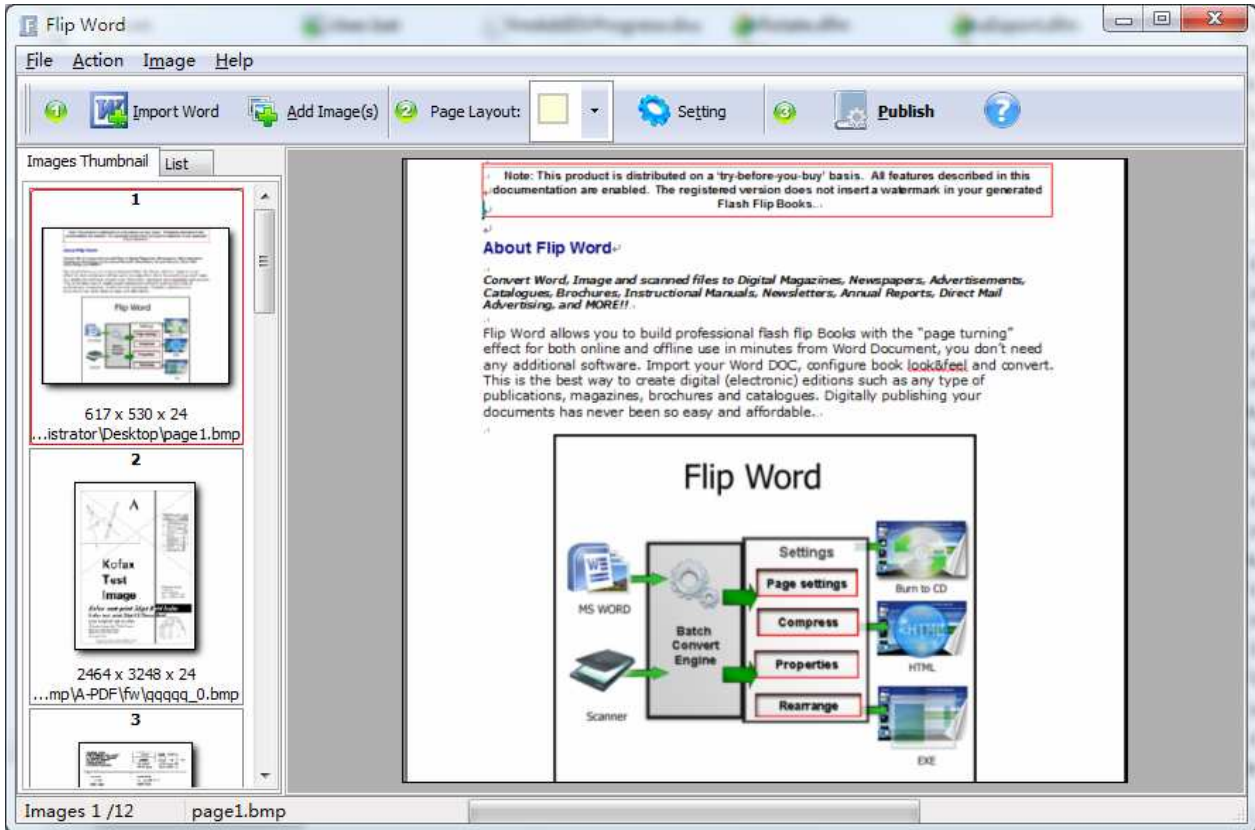 Flip Word
File Action Image Help
1 Import Word Add Image(s) 2 Page Layout: Setting 3 Publish ?
Images Thumbnail List
1
617 x 530 x 24
...istrator\Desktop\page1.bmp
2
Kofax
Test
Image
2464 x 3248 x 24
...mp\A-PDF\fw\qqqqq_0.bmp
3
Note: This product is distributed on a 'try-before-you-buy' basis. All features described in this
documentation are enabled. The registered version does not insert a watermark in your generated
Flash Flip Books..
About Flip Word
Convert Word, Image and scanned files to Digital Magazines, Newspapers, Advertisements,
Catalogues, Brochures, Instructional Manuals, Newsletters, Annual Reports, Direct Mail
Advertising, and MORE!!
Flip Word allows you to build professional flash flip Books with the “page turning”
effect for both online and offline use in minutes from Word Document, you don’t need
any additional software. Import your Word DOC, configure book look&feel and convert.
This is the best way to create digital (electronic) editions such as any type of
publications, magazines, brochures and catalogues. Digitally publishing your
documents has never been so easy and affordable.
Flip Word
MS WORD
Scanner
Batch
Convert
Engine
Settings
Page settings
Compress
Properties
Rearrange
Burn to CD
<HTML>
HTML
EXE
Images 1 /12 page1.bmp